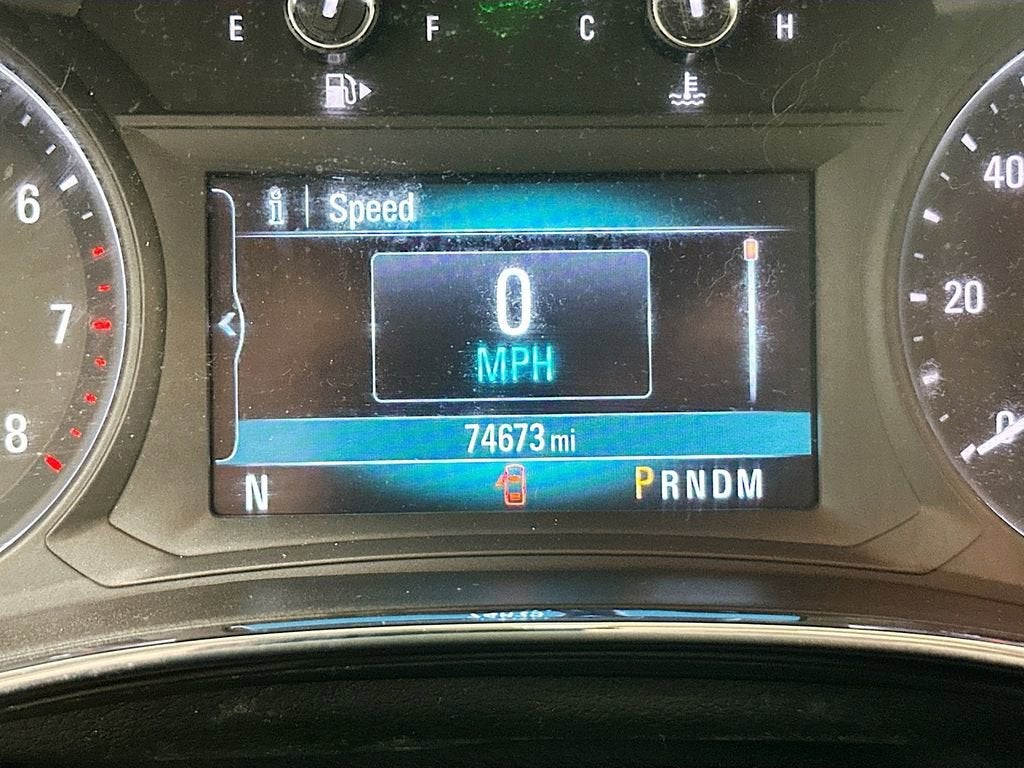 E F C H
i Speed
0
MPH
74673 mi
N PRNDM
6
7
8
40
20
0